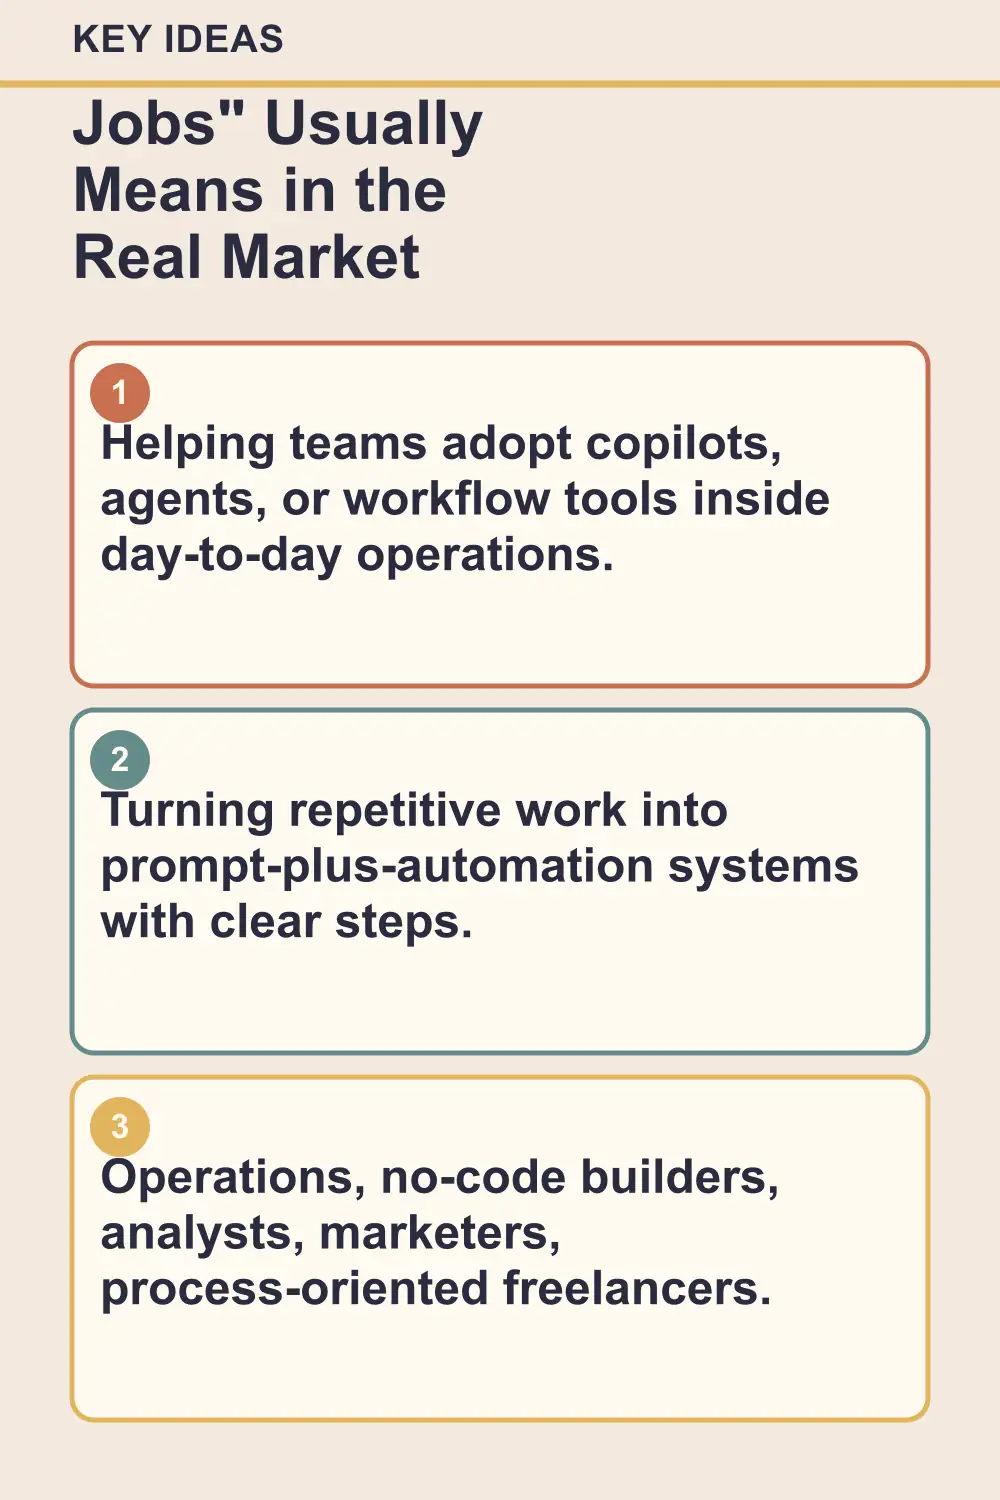 KEY IDEAS
Jobs" Usually
Means in the
Real Market
1
Helping teams adopt copilots,
agents, or workflow tools inside
day-to-day operations.
2
Turning repetitive work into
prompt-plus-automation systems
with clear steps.
3
Operations, no-code builders,
analysts, marketers,
process-oriented freelancers.